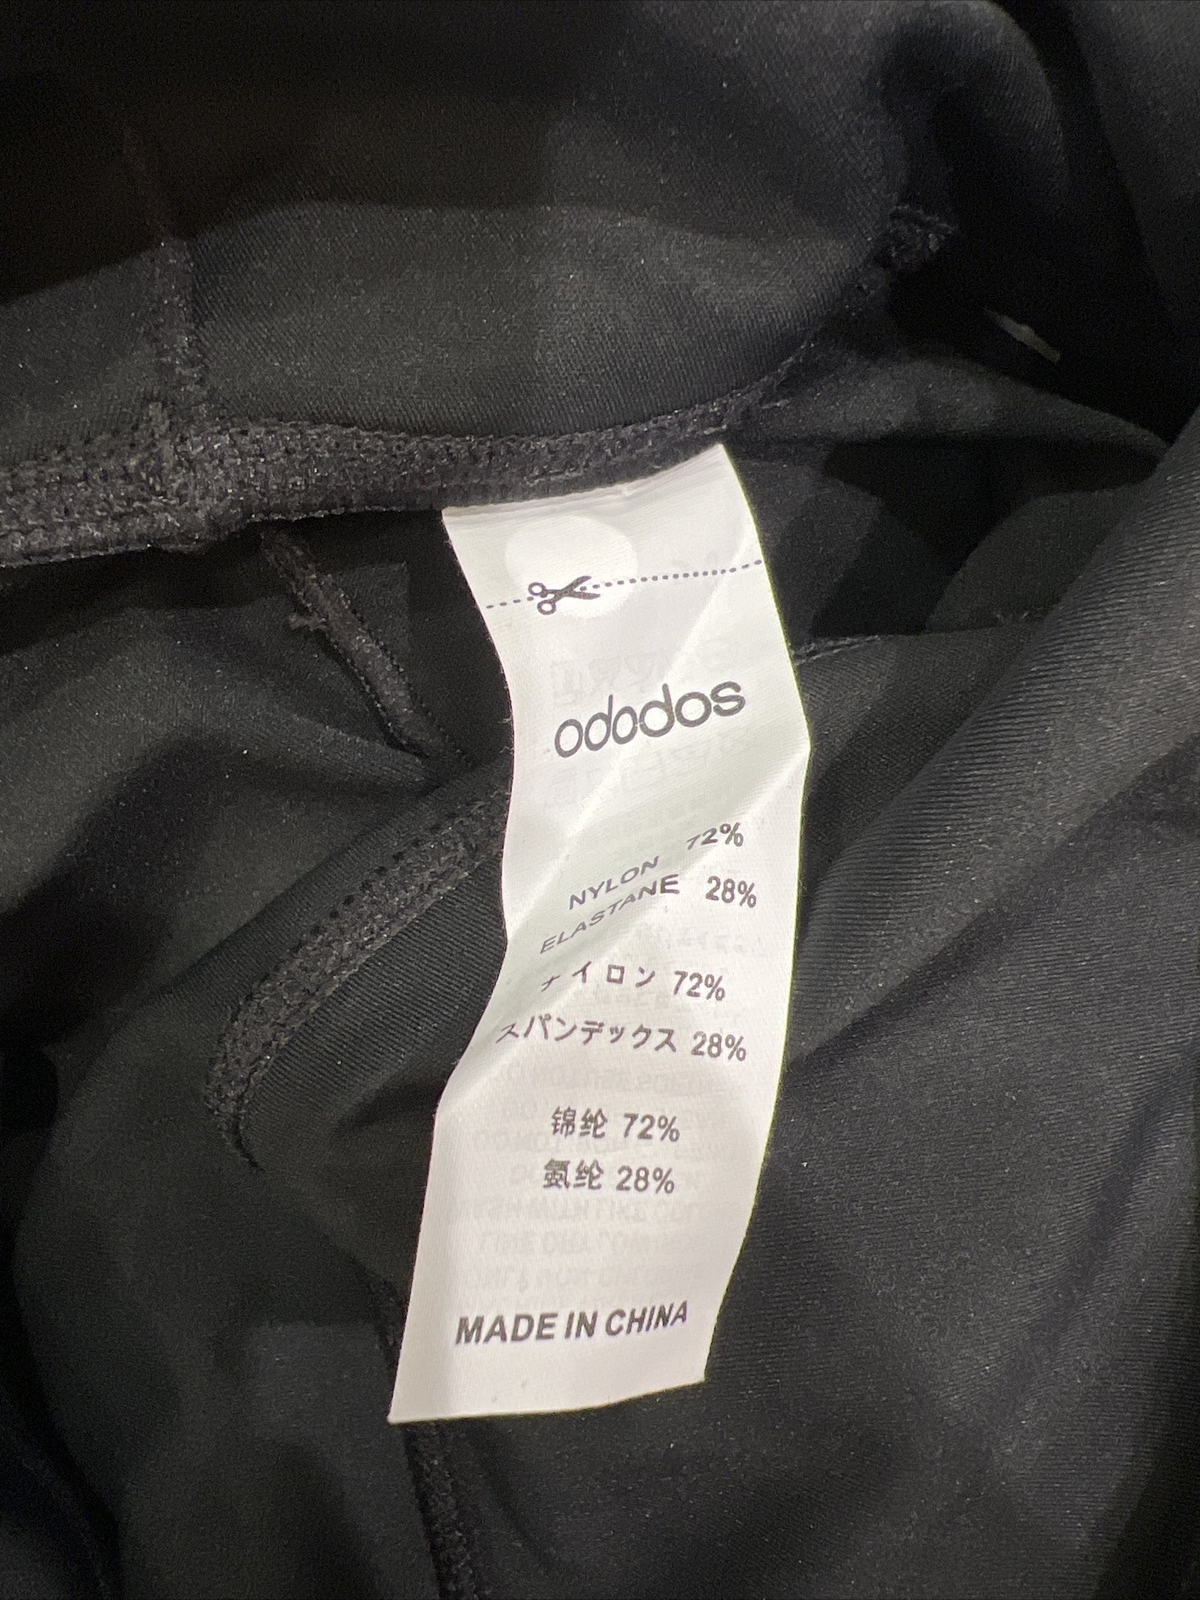 ododos
NYLON 72%
ELASTANE 28%
ナイロン 72%
スパンデックス 28%
锦纶 72%
氨纶 28%
MADE IN CHINA